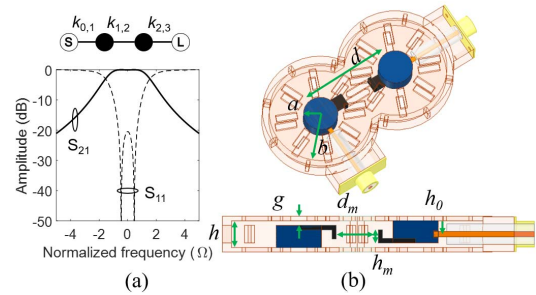 k0,1 k1,2 k2,3
S L
0
-10
-20
-30
-40
-50
Amplitude (dB)
S21
S11
-4 -2 0 2 4
Normalized frequency (Ω)
(a)
d
a
b
g dm h0
h
hm
(b)